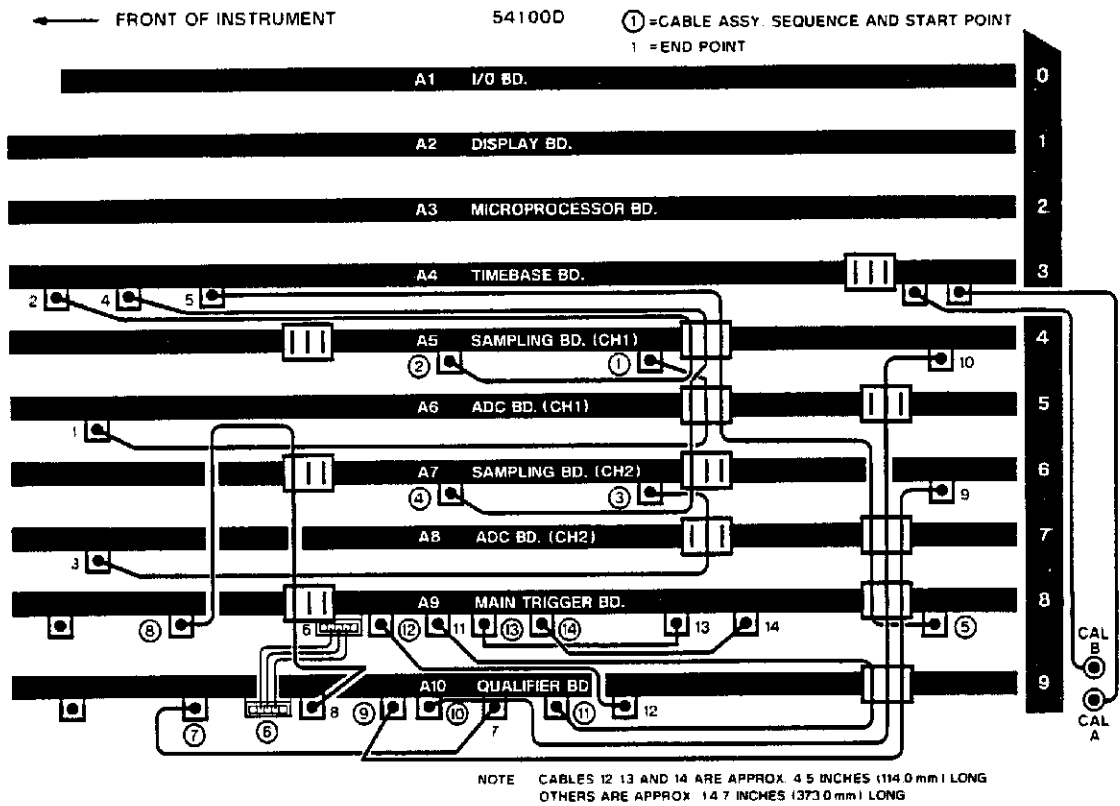 FRONT OF INSTRUMENT 54100D ① =CABLE ASSY. SEQUENCE AND START POINT
1 =END POINT
A1 I/O BD. 0
A2 DISPLAY BD. 1
A3 MICROPROCESSOR BD. 2
A4 TIMEBASE BD. 3
2 4 5
A5 SAMPLING BD. (CH1) 4
② ① 10
A6 ADC BD. (CH1) 5
1
A7 SAMPLING BD. (CH2) 6
④ ③ 9
A8 ADC BD. (CH2) 7
3
A9 MAIN TRIGGER BD. 8
⑧ 6 ⑫ 11 ⑬ ⑭ 13 14 ⑤
CAL
B
A10 QUALIFIER BD 9
⑦ ⑥ 8 ⑨ ⑩ 7 ⑪ 12
CAL
A
NOTE CABLES 12 13 AND 14 ARE APPROX. 4 5 INCHES (114.0 mm) LONG
OTHERS ARE APPROX 14 7 INCHES (373 0 mm) LONG